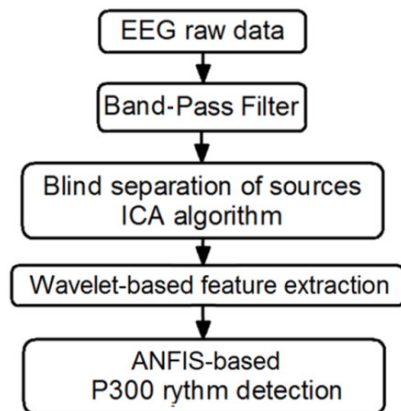 EEG raw data
Band-Pass Filter
Blind separation of sources
ICA algorithm
Wavelet-based feature extraction
ANFIS-based
P300 rythm detection